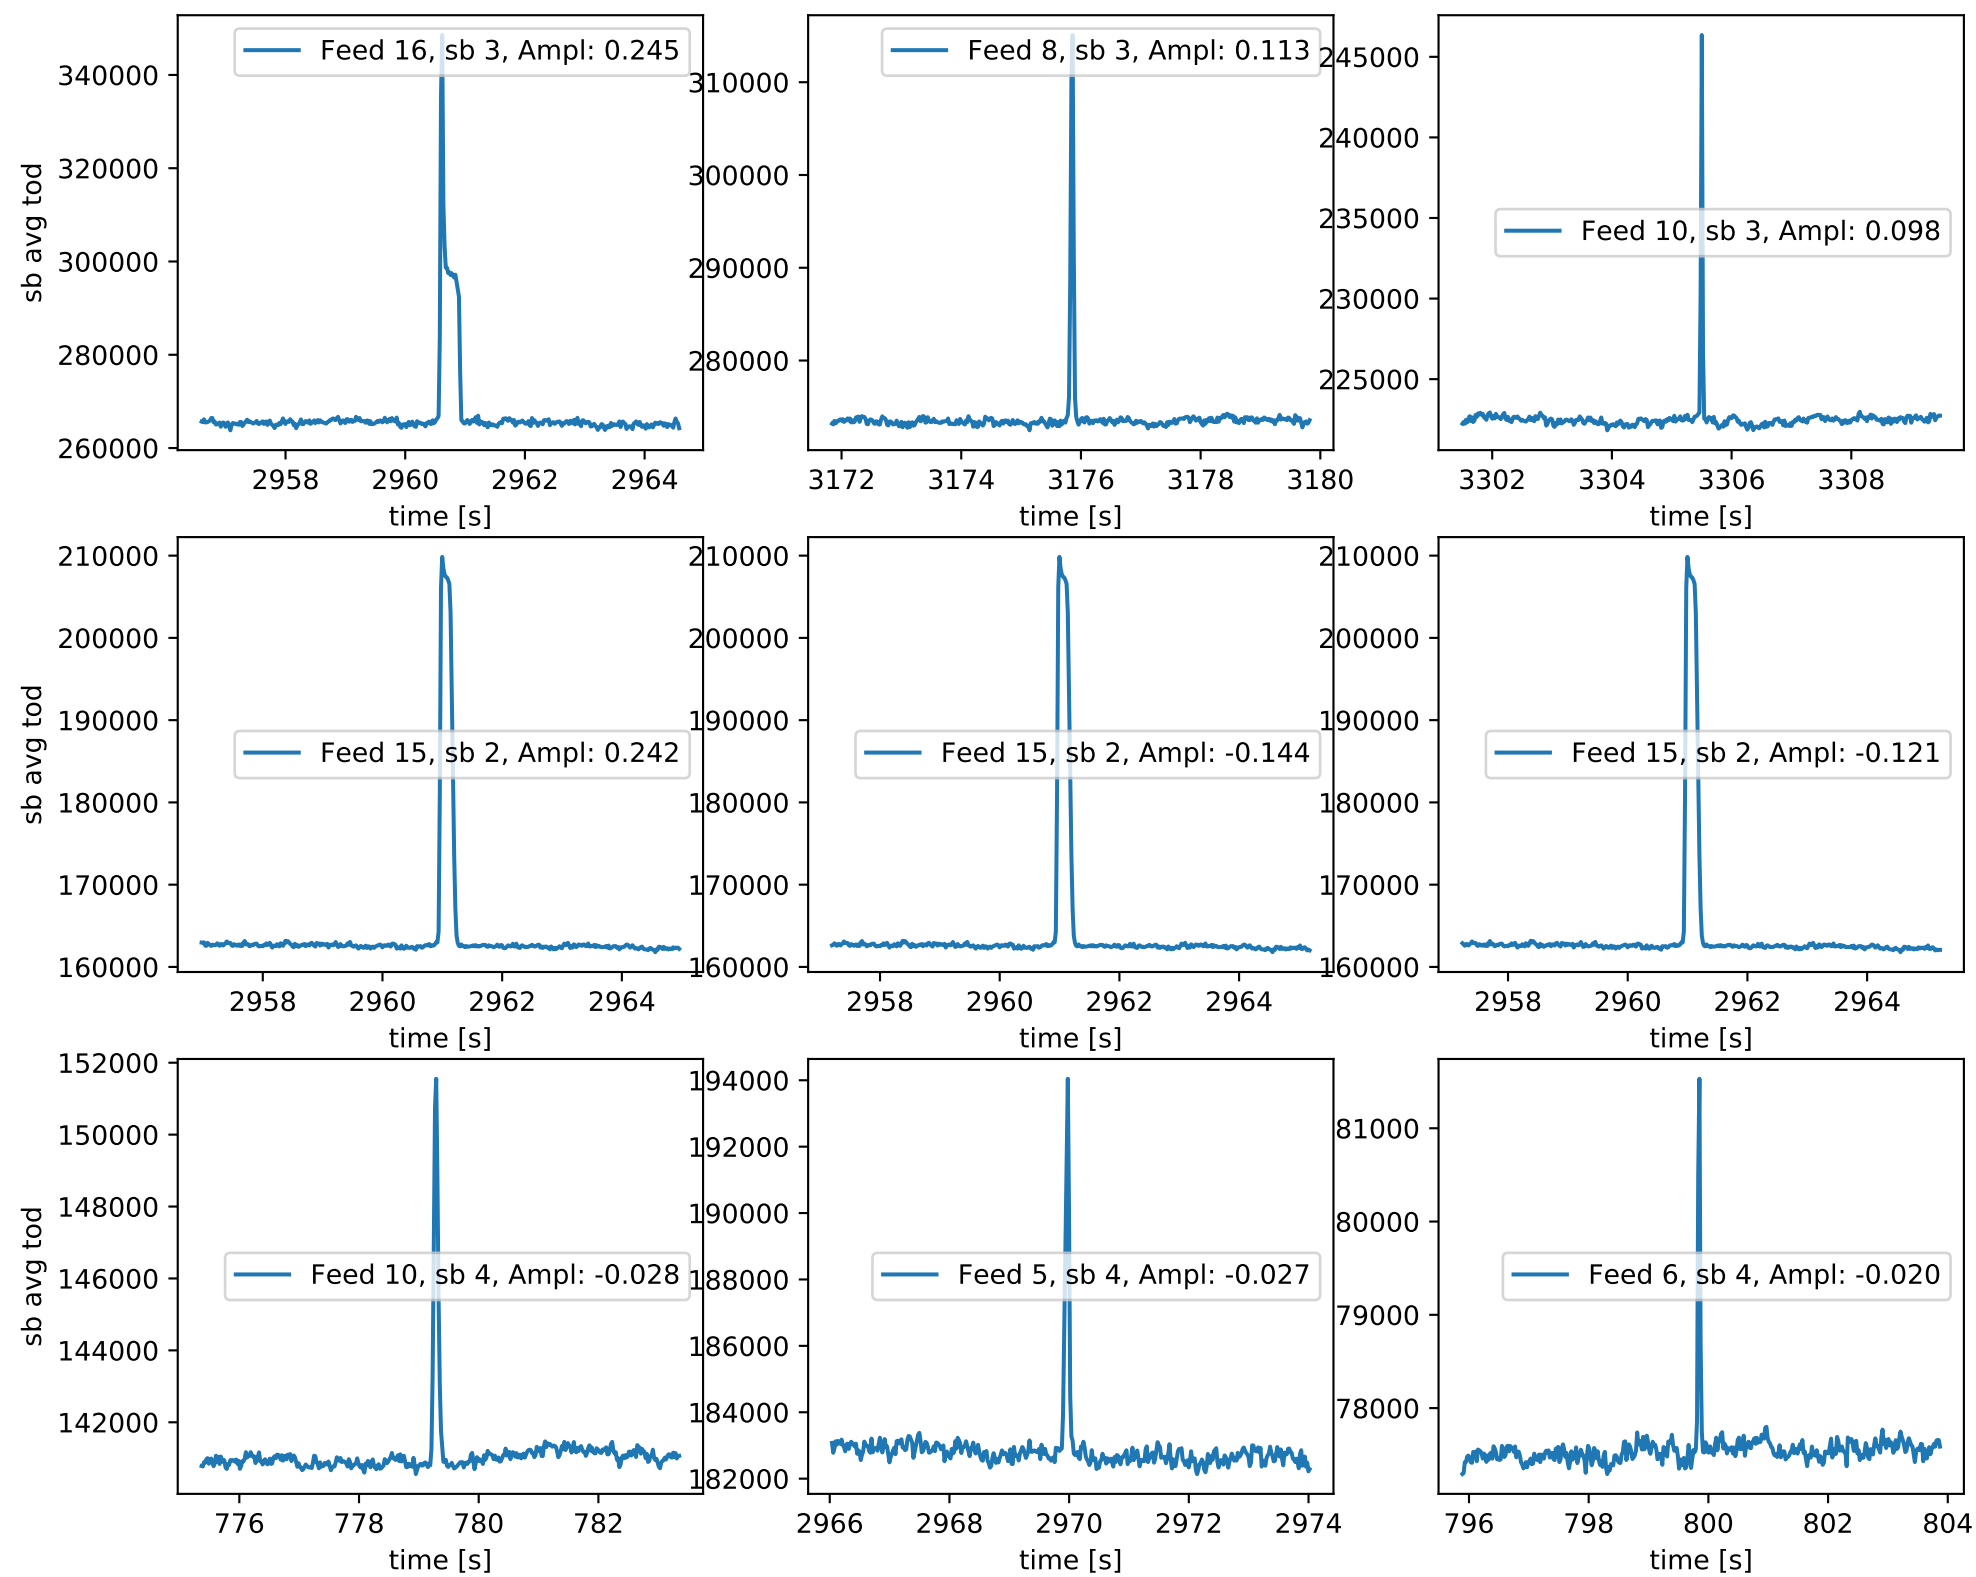 Feed 16, sb 3, Ampl: 0.245
340000
320000
300000
280000
260000
sb avg tod
2958 2960 2962 2964
time [s]
Feed 8, sb 3, Ampl: 0.113
310000
300000
290000
280000
3172 3174 3176 3178 3180
time [s]
Feed 10, sb 3, Ampl: 0.098
245000
240000
235000
230000
225000
3302 3304 3306 3308
time [s]
Feed 15, sb 2, Ampl: 0.242
210000
200000
190000
180000
170000
160000
sb avg tod
2958 2960 2962 2964
time [s]
Feed 15, sb 2, Ampl: -0.144
210000
200000
190000
180000
170000
160000
2958 2960 2962 2964
time [s]
Feed 15, sb 2, Ampl: -0.121
210000
200000
190000
180000
170000
160000
2958 2960 2962 2964
time [s]
Feed 10, sb 4, Ampl: -0.028
152000
150000
148000
146000
144000
142000
sb avg tod
776 778 780 782
time [s]
Feed 5, sb 4, Ampl: -0.027
194000
192000
190000
188000
186000
184000
182000
2966 2968 2970 2972 2974
time [s]
Feed 6, sb 4, Ampl: -0.020
81000
80000
79000
78000
796 798 800 802 804
time [s]